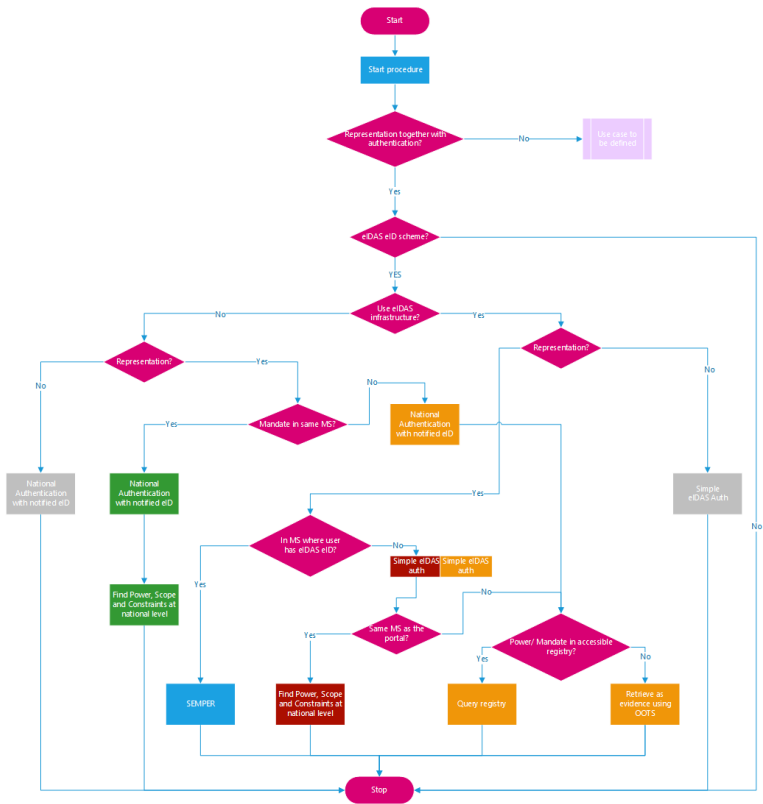 Start
Start procedure
Representation together with
authentication?
No
Use case to
be defined
Yes
eIDAS eID scheme?
YES
No
Use eIDAS
infrastructure?
Yes
Representation?
Representation?
No
Yes
No
No
Mandate in same MS?
Yes
National
Authentication
with notified eID
National
Authentication
with notified eID
National
Authentication
with notified eID
Simple
eIDAS Auth
Yes
No
In MS where user
has eIDAS eID?
No
Simple eIDAS
auth
Simple eIDAS
auth
Yes
Find Power, Scope
and Constraints at
national level
No
Same MS as the
portal?
Yes
Power/ Mandate in accessible
registry?
Yes
No
SEMPER
Find Power, Scope
and Constraints at
national level
Query registry
Retrieve as
evidence using
OOTS
Stop